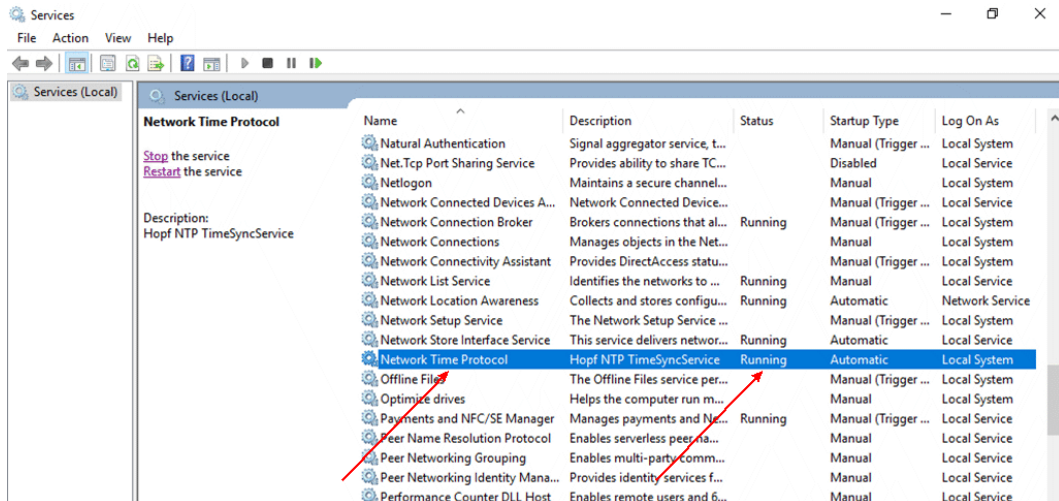 Services
File Action View Help
Services (Local)
Services (Local)
Network Time Protocol
Stop the service
Restart the service
Description:
Hopf NTP TimeSyncService
Name Description Status Startup Type Log On As
Natural Authentication Signal aggregator service, t... Manual (Trigger ... Local System
Net.Tcp Port Sharing Service Provides ability to share TC... Disabled Local Service
Netlogon Maintains a secure channel... Manual Local System
Network Connected Devices A... Network Connected Device... Manual (Trigger ... Local Service
Network Connection Broker Brokers connections that al... Running Manual (Trigger ... Local System
Network Connections Manages objects in the Net... Manual Local System
Network Connectivity Assistant Provides DirectAccess statu... Manual (Trigger ... Local System
Network List Service Identifies the networks to ... Running Manual Local Service
Network Location Awareness Collects and stores configu... Running Automatic Network Service
Network Setup Service The Network Setup Service ... Manual (Trigger ... Local System
Network Store Interface Service This service delivers networ... Running Automatic Local Service
Network Time Protocol Hopf NTP TimeSyncService Running Automatic Local System
Offline Files The Offline Files service per... Manual (Trigger ... Local System
Optimize drives Helps the computer run m... Manual Local System
Payments and NFC/SE Manager Manages payments and Ne... Running Manual (Trigger ... Local Service
Peer Name Resolution Protocol Enables serverless peer na... Manual Local Service
Peer Networking Grouping Enables multi-party comm... Manual Local Service
Peer Networking Identity Mana... Provides identity services f... Manual Local Service
Performance Counter DLL Host Enables remote users and 6... Manual Local Service